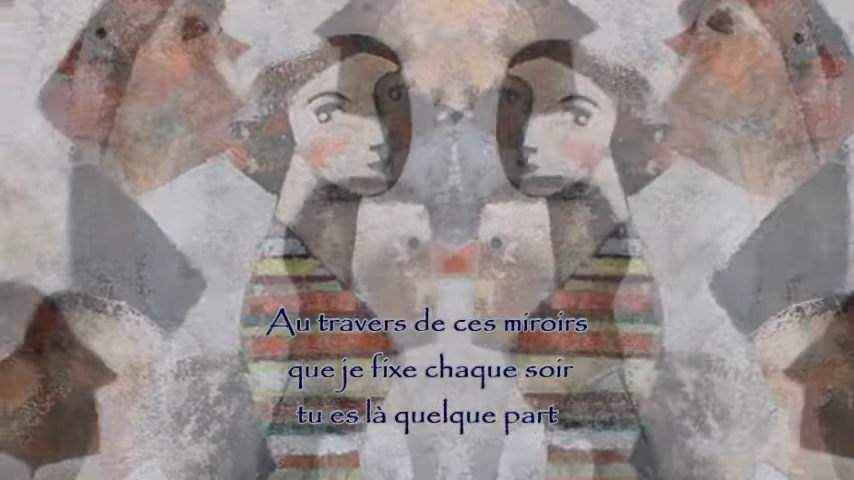 Au travers de ces miroirs
que je fixe chaque soir
tu es là quelque part